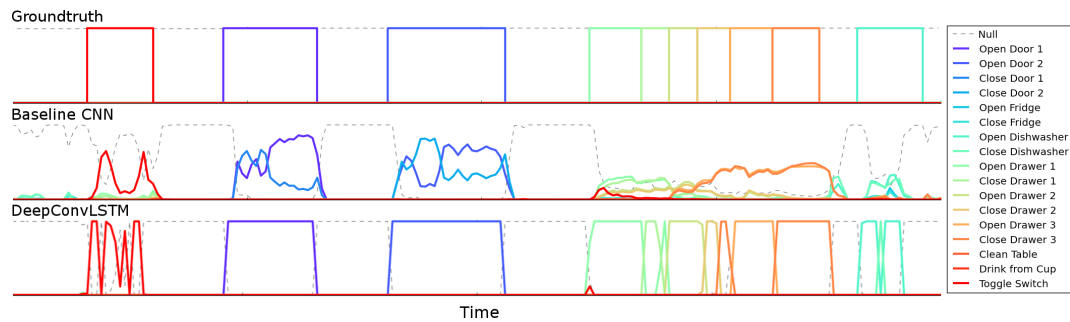 Groundtruth
Baseline CNN
DeepConvLSTM
Time
Null
Open Door 1
Open Door 2
Close Door 1
Close Door 2
Open Fridge
Close Fridge
Open Dishwasher
Close Dishwasher
Open Drawer 1
Close Drawer 1
Open Drawer 2
Close Drawer 2
Open Drawer 3
Close Drawer 3
Clean Table
Drink from Cup
Toggle Switch